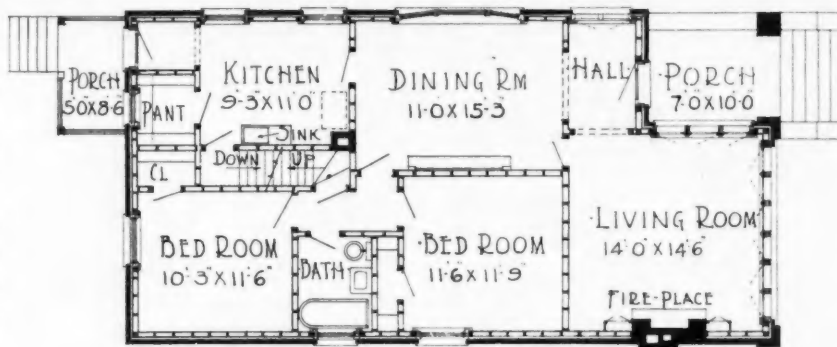 PORCH
5'0"X8'-6"
PANT
KITCHEN
9'-3"X11'0"
SINK
DOWN UP
CL
DINING RM
11'-0"X15'-3"
HALL
PORCH
7'0"X10'0"
BED ROOM
10'-3"X11'-6"
BATH
BED ROOM
11'-6"X11'-9"
LIVING ROOM
14'-0"X14'-6"
FIRE-PLACE